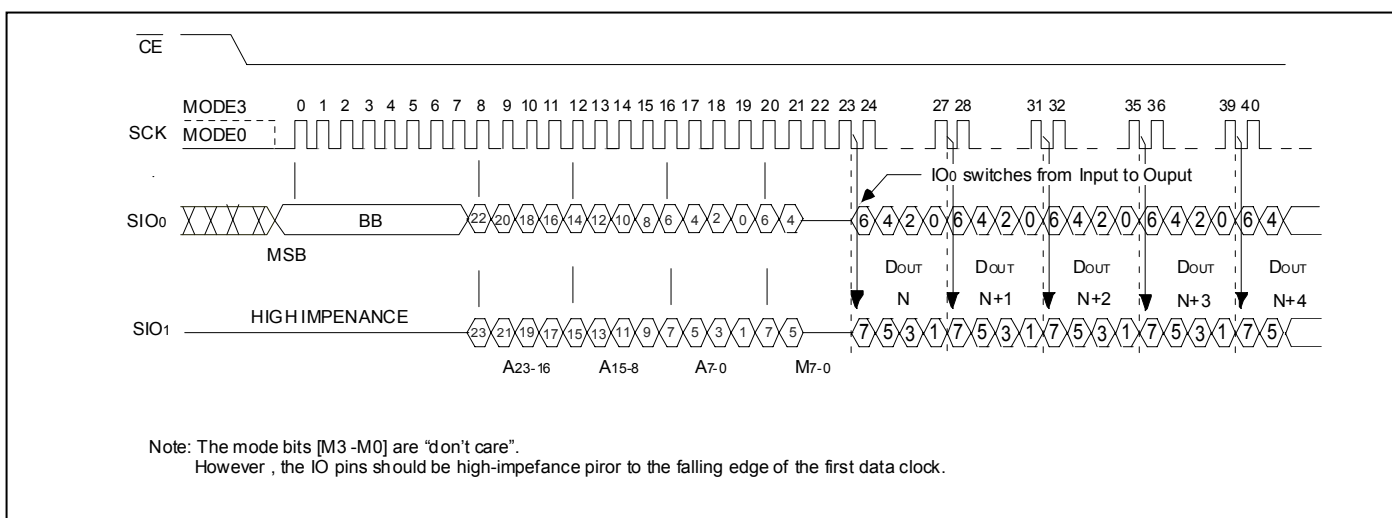 CE
MODE3 0 1 2 3 4 5 6 7 8 9 10 11 12 13 14 15 16 17 18 19 20 21 22 23 24 27 28 31 32 35 36 39 40
SCK MODE0
IO0 switches from Input to Ouput
SIO0 BB 22 20 18 16 14 12 10 8 6 4 2 0 6 4 6 4 2 0 6 4 2 0 6 4 2 0 6 4 2 0 6 4
MSB
DOUT DOUT DOUT DOUT DOUT
N N+1 N+2 N+3 N+4
SIO1 HIGH IMPENANCE 23 21 19 17 15 13 11 9 7 5 3 1 7 5 7 5 3 1 7 5 3 1 7 5 3 1 7 5 3 1 7 5
A23-16 A15-8 A7-0 M7-0
Note: The mode bits [M3 -M0] are “don’t care”.
However , the IO pins should be high-impefance piror to the falling edge of the first data clock.